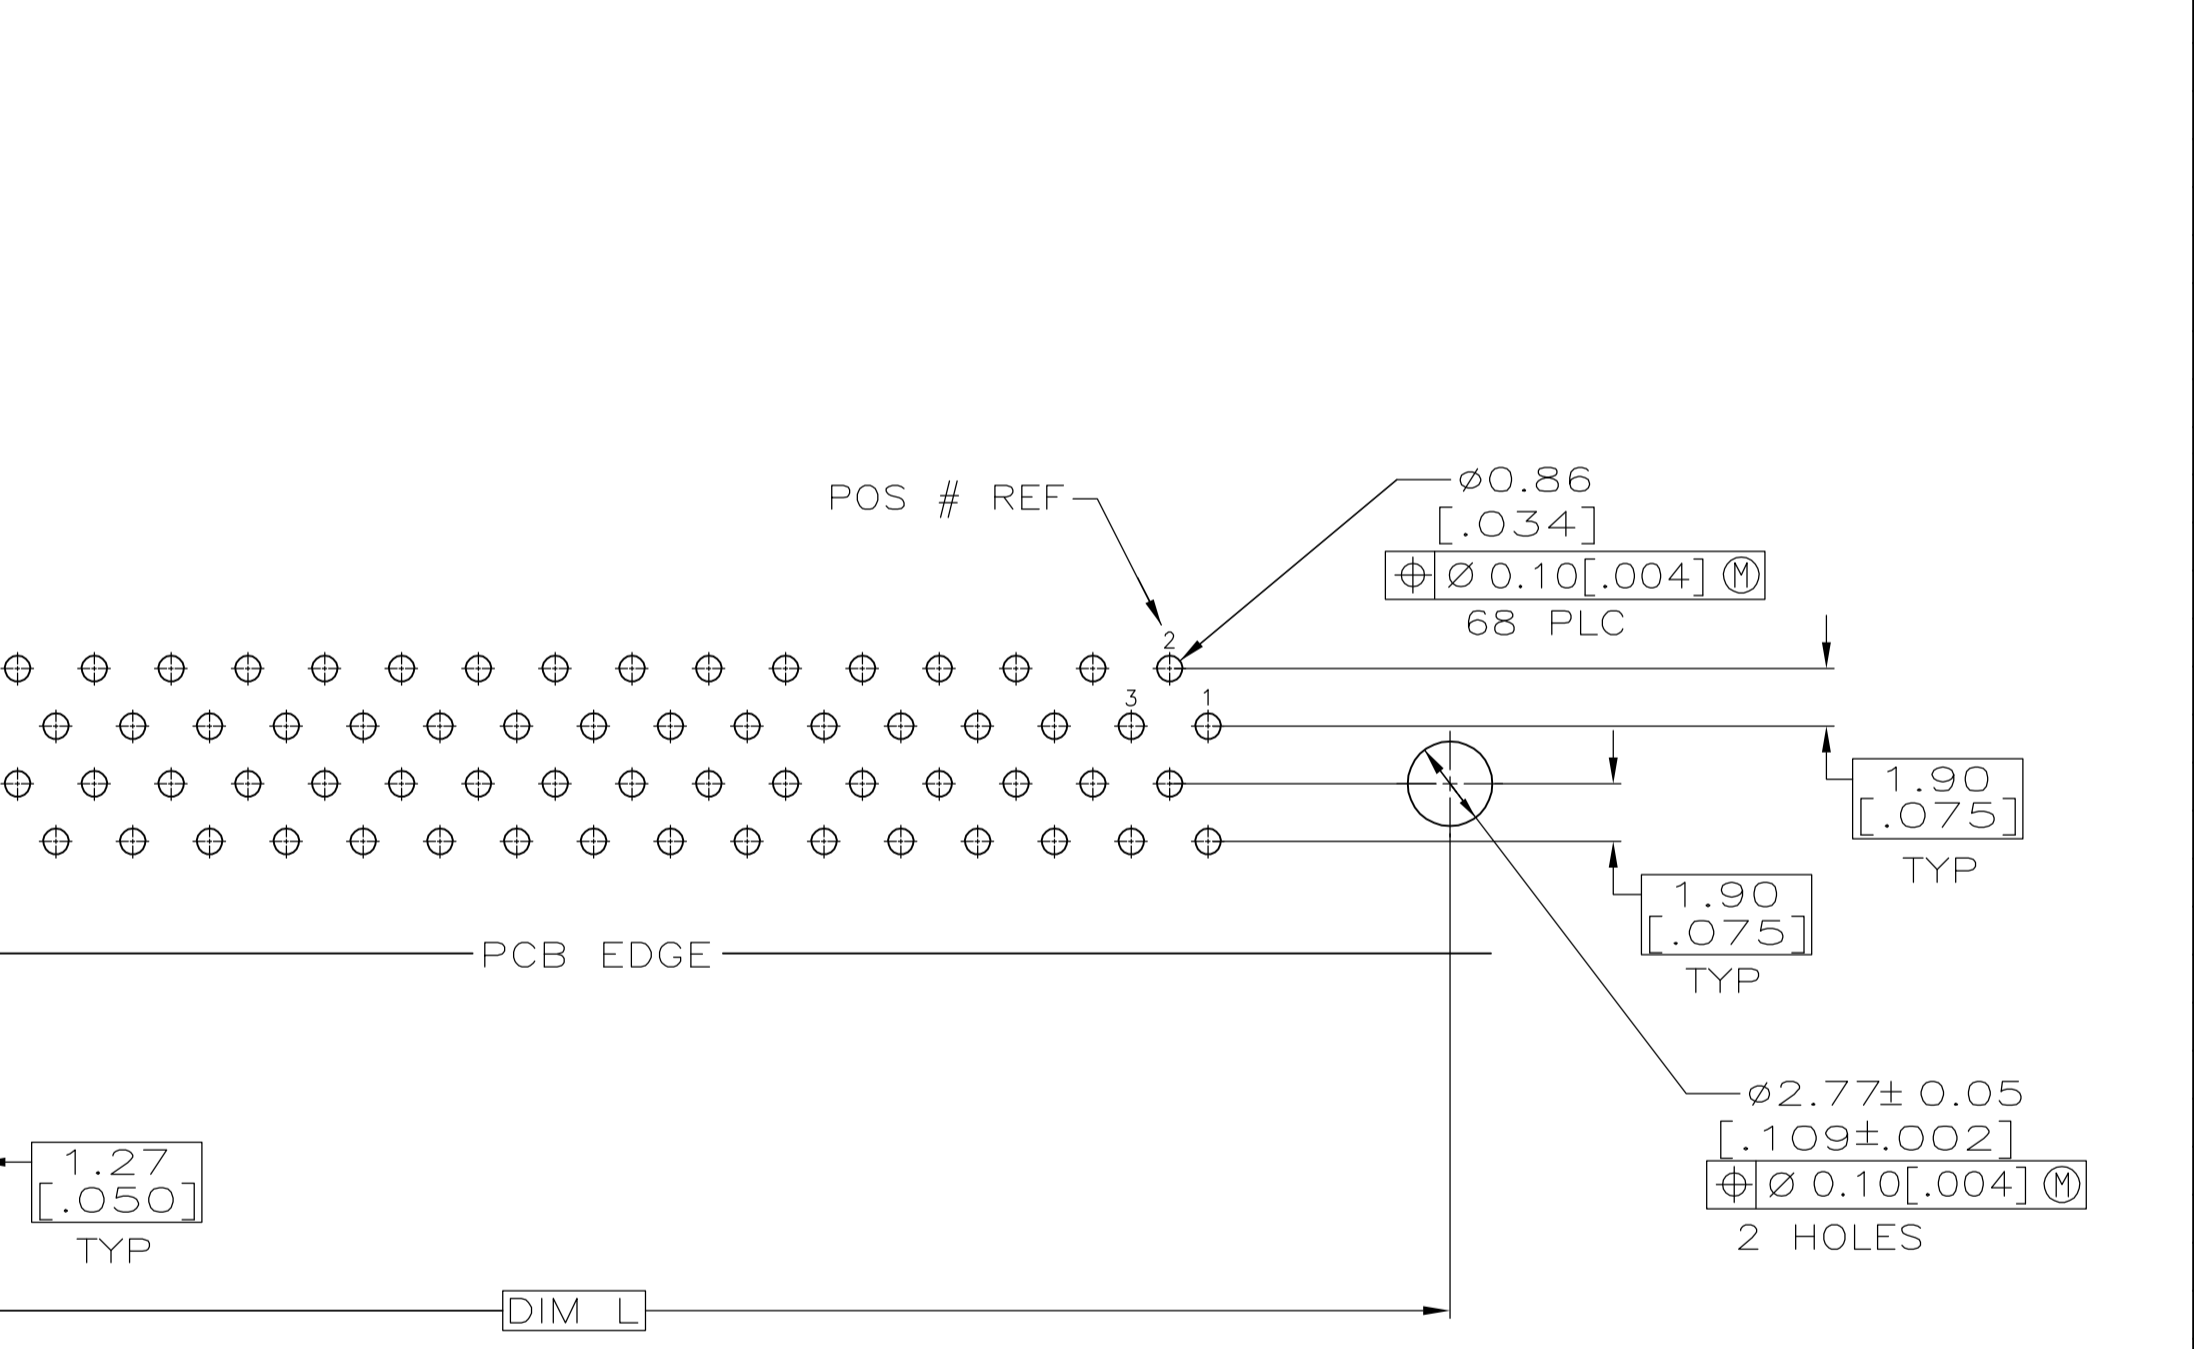 POS # REF
⌀0.86
[.034]
⌖ ⌀ 0.10[.004] Ⓜ
68 PLC
2
3
1
1.90
[.075]
TYP
1.90
[.075]
TYP
PCB EDGE
⌀2.77± 0.05
[.109±.002]
⌖ ⌀ 0.10[.004] Ⓜ
2 HOLES
1.27
[.050]
TYP
DIM L